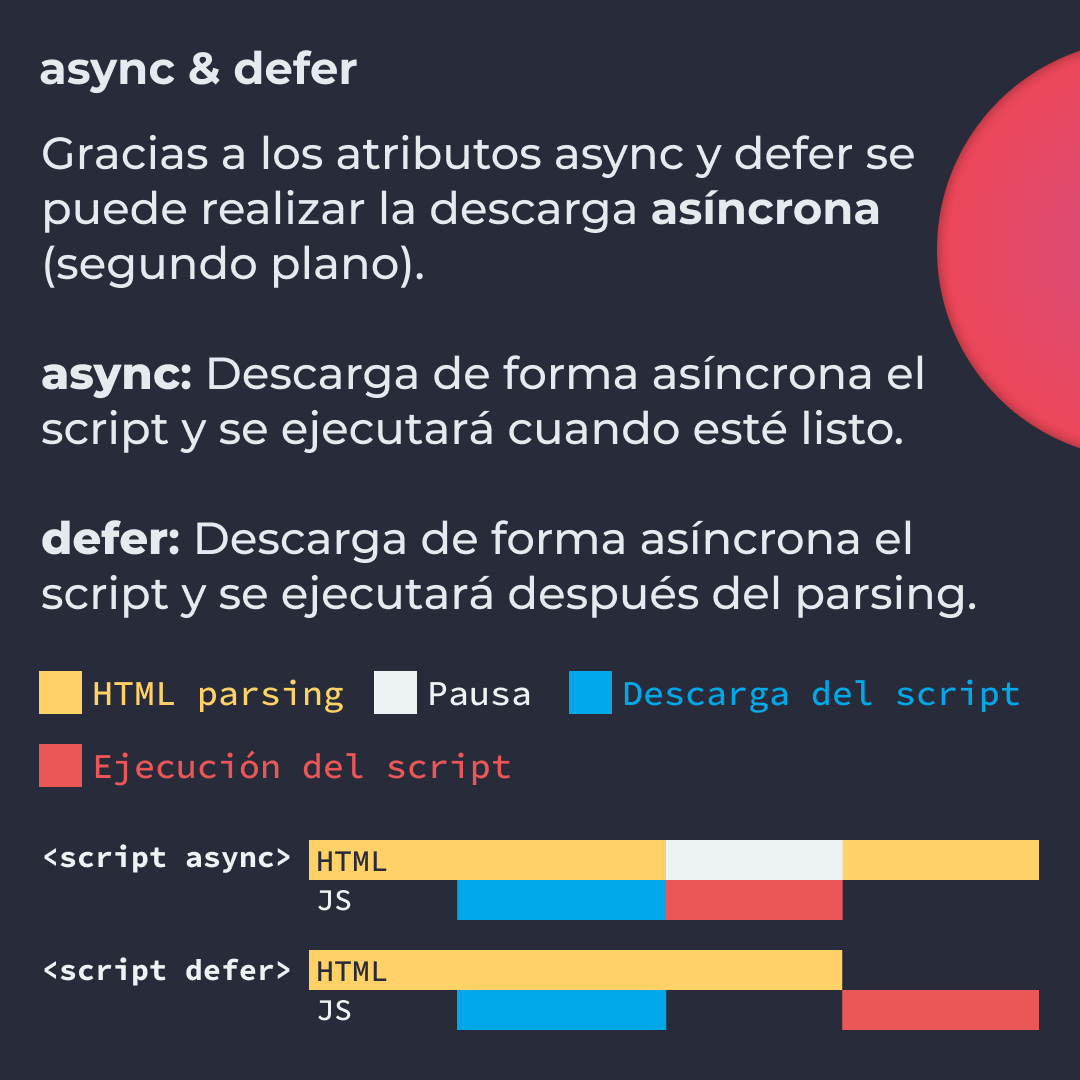 async & defer
Gracias a los atributos async y defer se
puede realizar la descarga asíncrona
(segundo plano).
async: Descarga de forma asíncrona el
script y se ejecutará cuando esté listo.
defer: Descarga de forma asíncrona el
script y se ejecutará después del parsing.
HTML parsing Pausa Descarga del script
Ejecución del script
<script async> HTML
JS
<script defer> HTML
JS